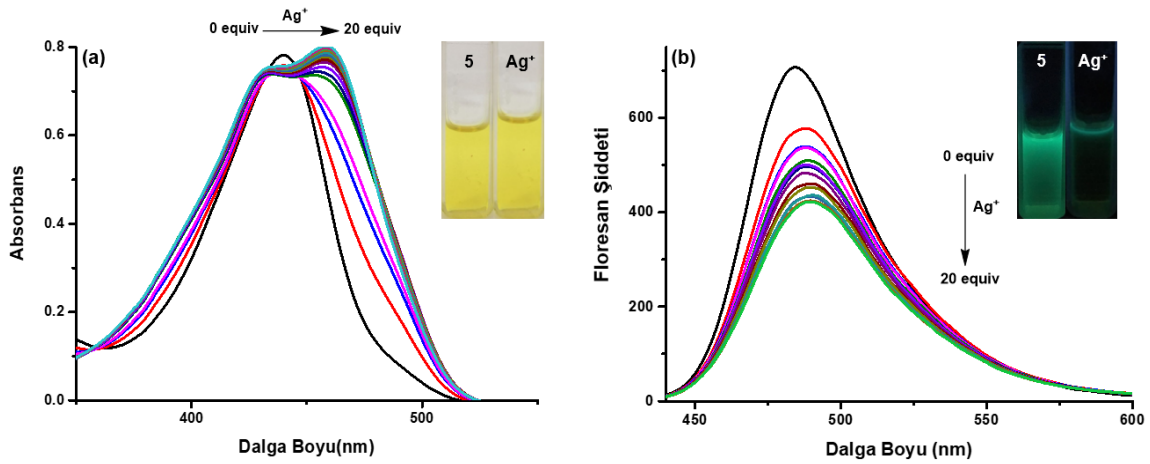 Ag⁺
0 equiv
20 equiv
(a)
5
Ag⁺
0.8
0.6
0.4
0.2
0.0
400
500
Absorbans
Dalga Boyu(nm)
(b)
5
Ag⁺
0 equiv
Ag⁺
20 equiv
600
400
200
0
450
500
550
600
Floresan Şiddeti
Dalga Boyu (nm)